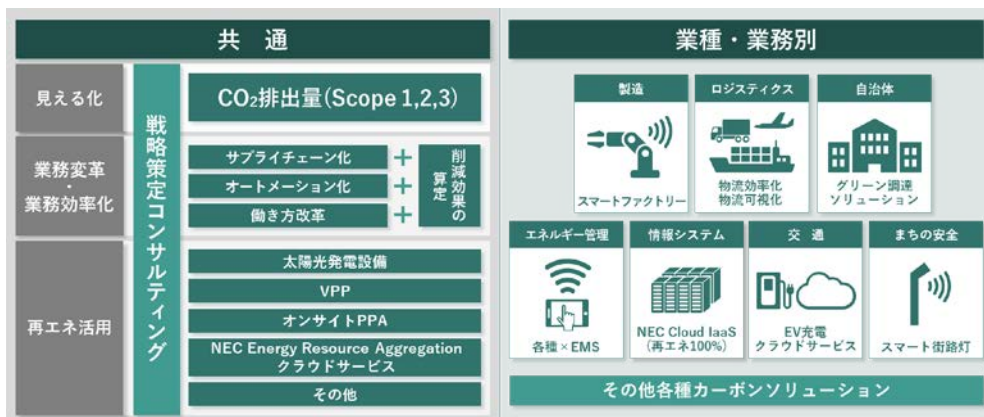 共 通
見える化
業務変革
・
業務効率化
再エネ活用
戦略策定コンサルティング
CO₂排出量(Scope 1,2,3)
サプライチェーン化
オートメーション化
働き方改革
+
+
+
削減効果の
算定
太陽光発電設備
VPP
オンサイトPPA
NEC Energy Resource Aggregation
クラウドサービス
その他
業種・業務別
製造
スマートファクトリー
ロジスティクス
物流効率化
物流可視化
自治体
グリーン調達
ソリューション
エネルギー管理
各種×EMS
情報システム
NEC Cloud IaaS
(再エネ100%)
交 通
EV充電
クラウドサービス
まちの安全
スマート街路灯
その他各種カーボンソリューション